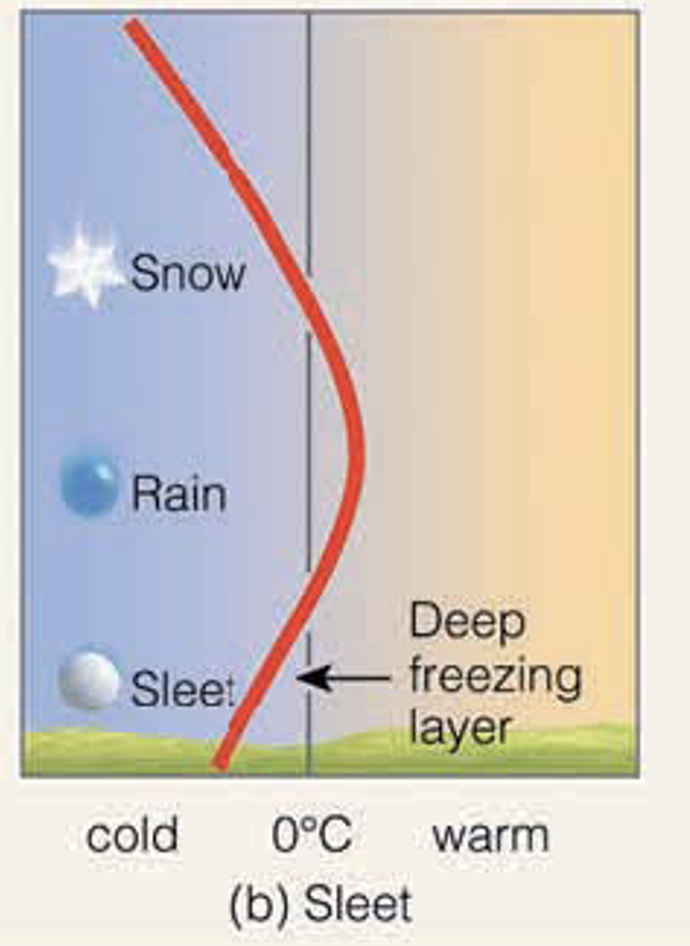 Snow
Rain
Sleet
Deep
freezing
layer
cold 0°C warm
(b) Sleet